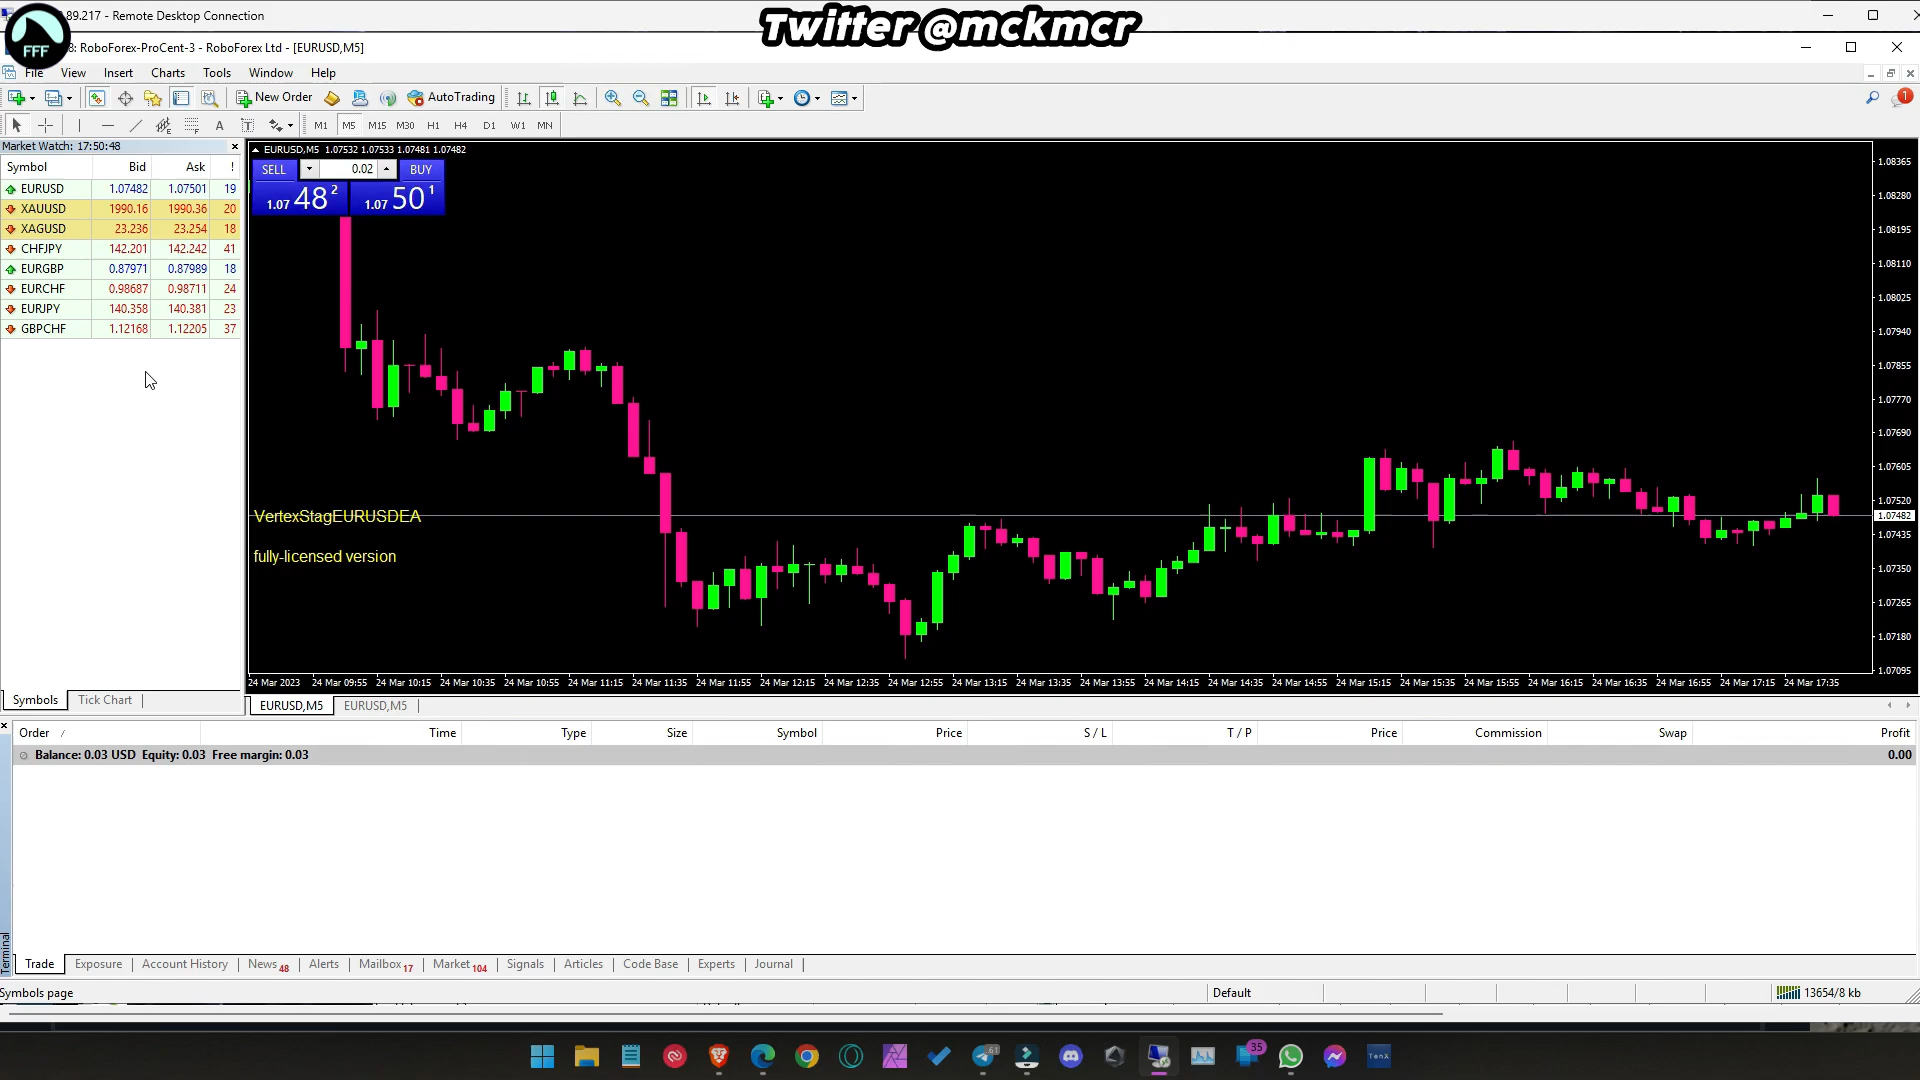 .89.217 - Remote Desktop Connection
Twitter @mckmcr
FFF
8: RoboForex-ProCent-3 - RoboForex Ltd - [EURUSD,M5]
File View Insert Charts Tools Window Help
New Order AutoTrading 1
A T M1 M5 M15 M30 H1 H4 D1 W1 MN
Market Watch: 17:50:48
Symbol Bid Ask !
EURUSD 1.07482 1.07501 19
XAUUSD 1990.16 1990.36 20
XAGUSD 23.236 23.254 18
CHFJPY 142.201 142.242 41
EURGBP 0.87971 0.87989 18
EURCHF 0.98687 0.98711 24
EURJPY 140.358 140.381 23
GBPCHF 1.12168 1.12205 37
Symbols Tick Chart
EURUSD,M5 1.07532 1.07533 1.07481 1.07482
SELL 0.02 BUY
1.07 48 2 1.07 50 1
VertexStagEURUSDEA
fully-licensed version
1.08365
1.08280
1.08195
1.08110
1.08025
1.07940
1.07855
1.07770
1.07690
1.07605
1.07520
1.07482
1.07435
1.07350
1.07265
1.07180
1.07095
24 Mar 2023 24 Mar 09:55 24 Mar 10:15 24 Mar 10:35 24 Mar 10:55 24 Mar 11:15 24 Mar 11:35 24 Mar 11:55 24 Mar 12:15 24 Mar 12:35 24 Mar 12:55 24 Mar 13:15 24 Mar 13:35 24 Mar 13:55 24 Mar 14:15 24 Mar 14:35 24 Mar 14:55 24 Mar 15:15 24 Mar 15:35 24 Mar 15:55 24 Mar 16:15 24 Mar 16:35 24 Mar 16:55 24 Mar 17:15 24 Mar 17:35
EURUSD,M5 EURUSD,M5
Order / Time Type Size Symbol Price S / L T / P Price Commission Swap Profit
Balance: 0.03 USD Equity: 0.03 Free margin: 0.03 0.00
Terminal
Trade Exposure Account History News 48 Alerts Mailbox 17 Market 104 Signals Articles Code Base Experts Journal
Symbols page Default 13654/8 kb
61 35 TenX